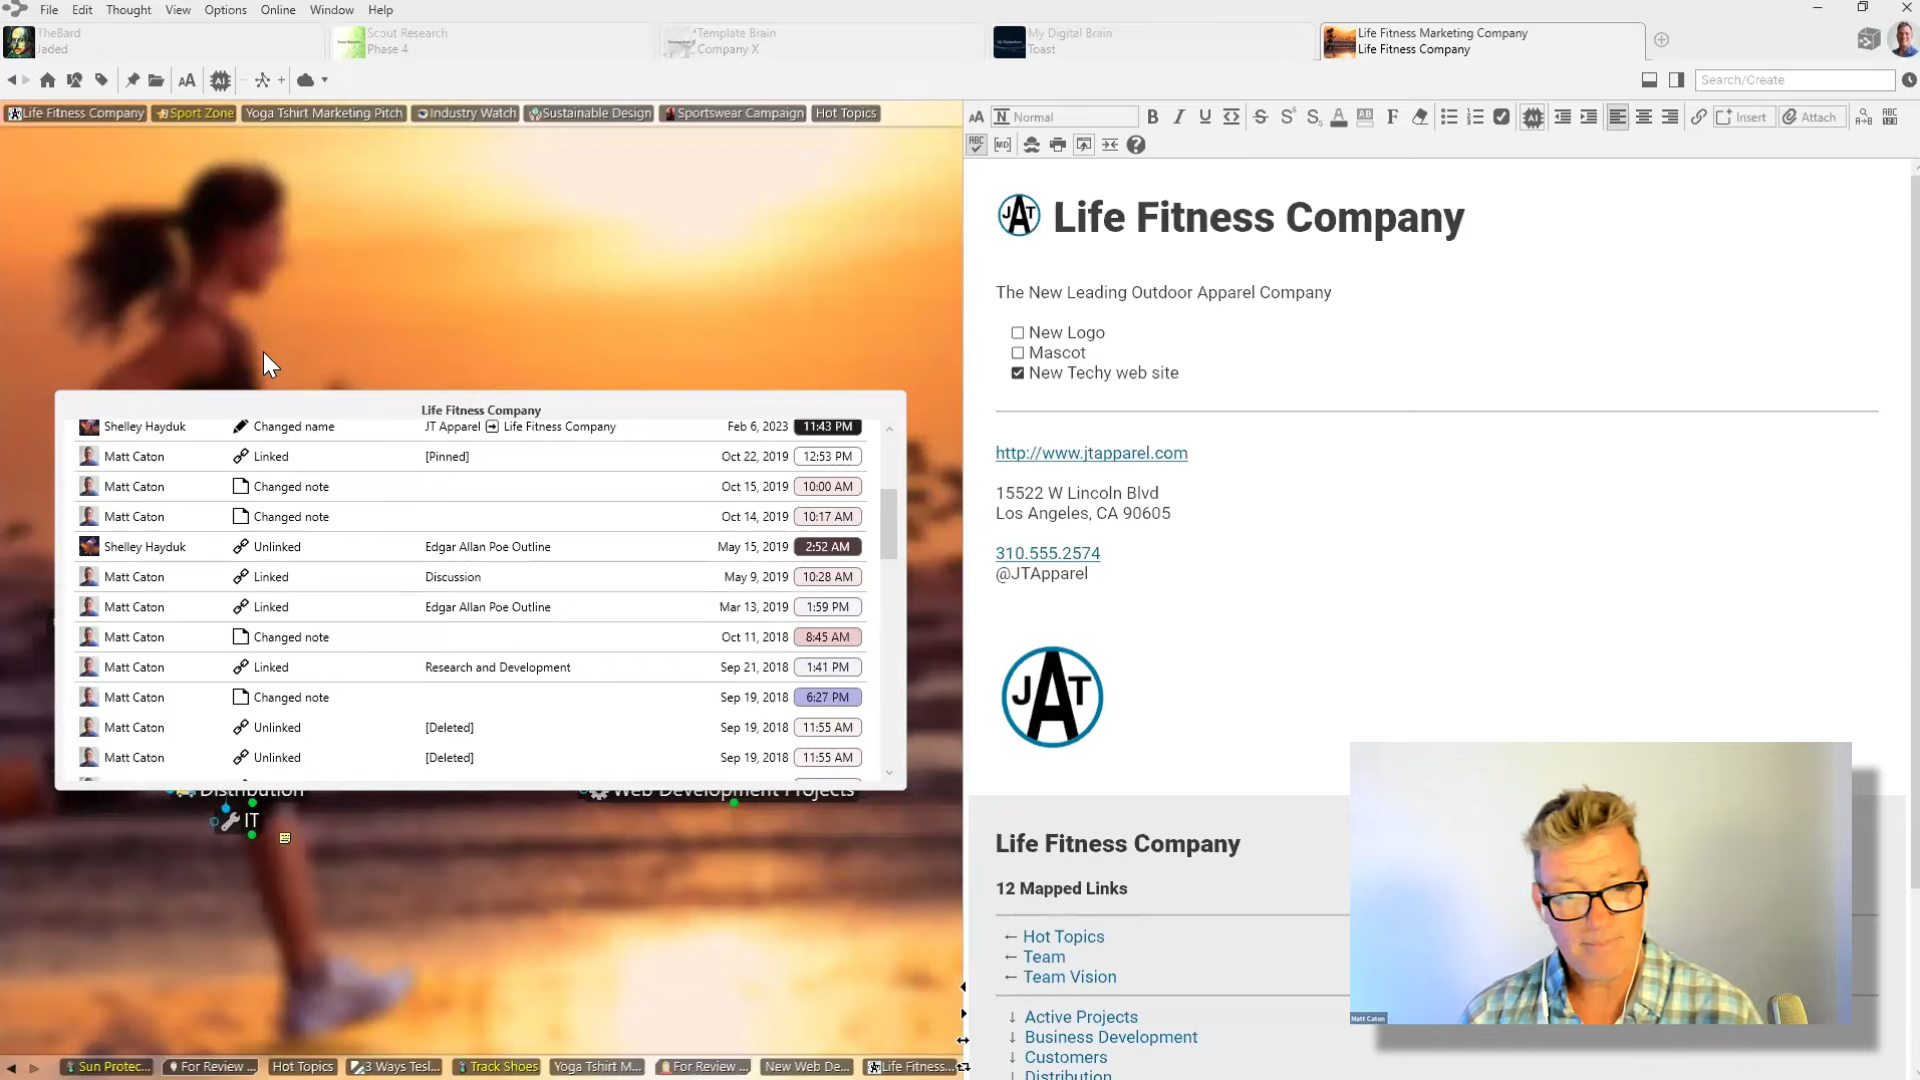 File Edit Thought View Options Online Window Help
TheBard
Jaded
Scout Research
Phase 4
Template Brain
Company X
My Digital Brain
Toast
Life Fitness Marketing Company
Life Fitness Company
Search/Create
Life Fitness Company Sport Zone Yoga Tshirt Marketing Pitch Industry Watch Sustainable Design Sportswear Campaign Hot Topics
Normal
Insert Attach
Life Fitness Company
The New Leading Outdoor Apparel Company
New Logo
Mascot
New Techy web site
http://www.jtapparel.com
15522 W Lincoln Blvd
Los Angeles, CA 90605
310.555.2574
@JTApparel
JAT
Life Fitness Company
12 Mapped Links
← Hot Topics
← Team
← Team Vision
↓ Active Projects
↓ Business Development
↓ Customers
↓ Distribution
Matt Caton
Life Fitness Company
Shelley Hayduk Changed name JT Apparel Life Fitness Company Feb 6, 2023 11:43 PM
Matt Caton Linked [Pinned] Oct 22, 2019 12:53 PM
Matt Caton Changed note Oct 15, 2019 10:00 AM
Matt Caton Changed note Oct 14, 2019 10:17 AM
Shelley Hayduk Unlinked Edgar Allan Poe Outline May 15, 2019 2:52 AM
Matt Caton Linked Discussion May 9, 2019 10:28 AM
Matt Caton Linked Edgar Allan Poe Outline Mar 13, 2019 1:59 PM
Matt Caton Changed note Oct 11, 2018 8:45 AM
Matt Caton Linked Research and Development Sep 21, 2018 1:41 PM
Matt Caton Changed note Sep 19, 2018 6:27 PM
Matt Caton Unlinked [Deleted] Sep 19, 2018 11:55 AM
Matt Caton Unlinked [Deleted] Sep 19, 2018 11:55 AM
Distribution
Web Development Projects
IT
Sun Protec... For Review ... Hot Topics 3 Ways Tesl... Track Shoes Yoga Tshirt M... For Review ... New Web De... Life Fitness...